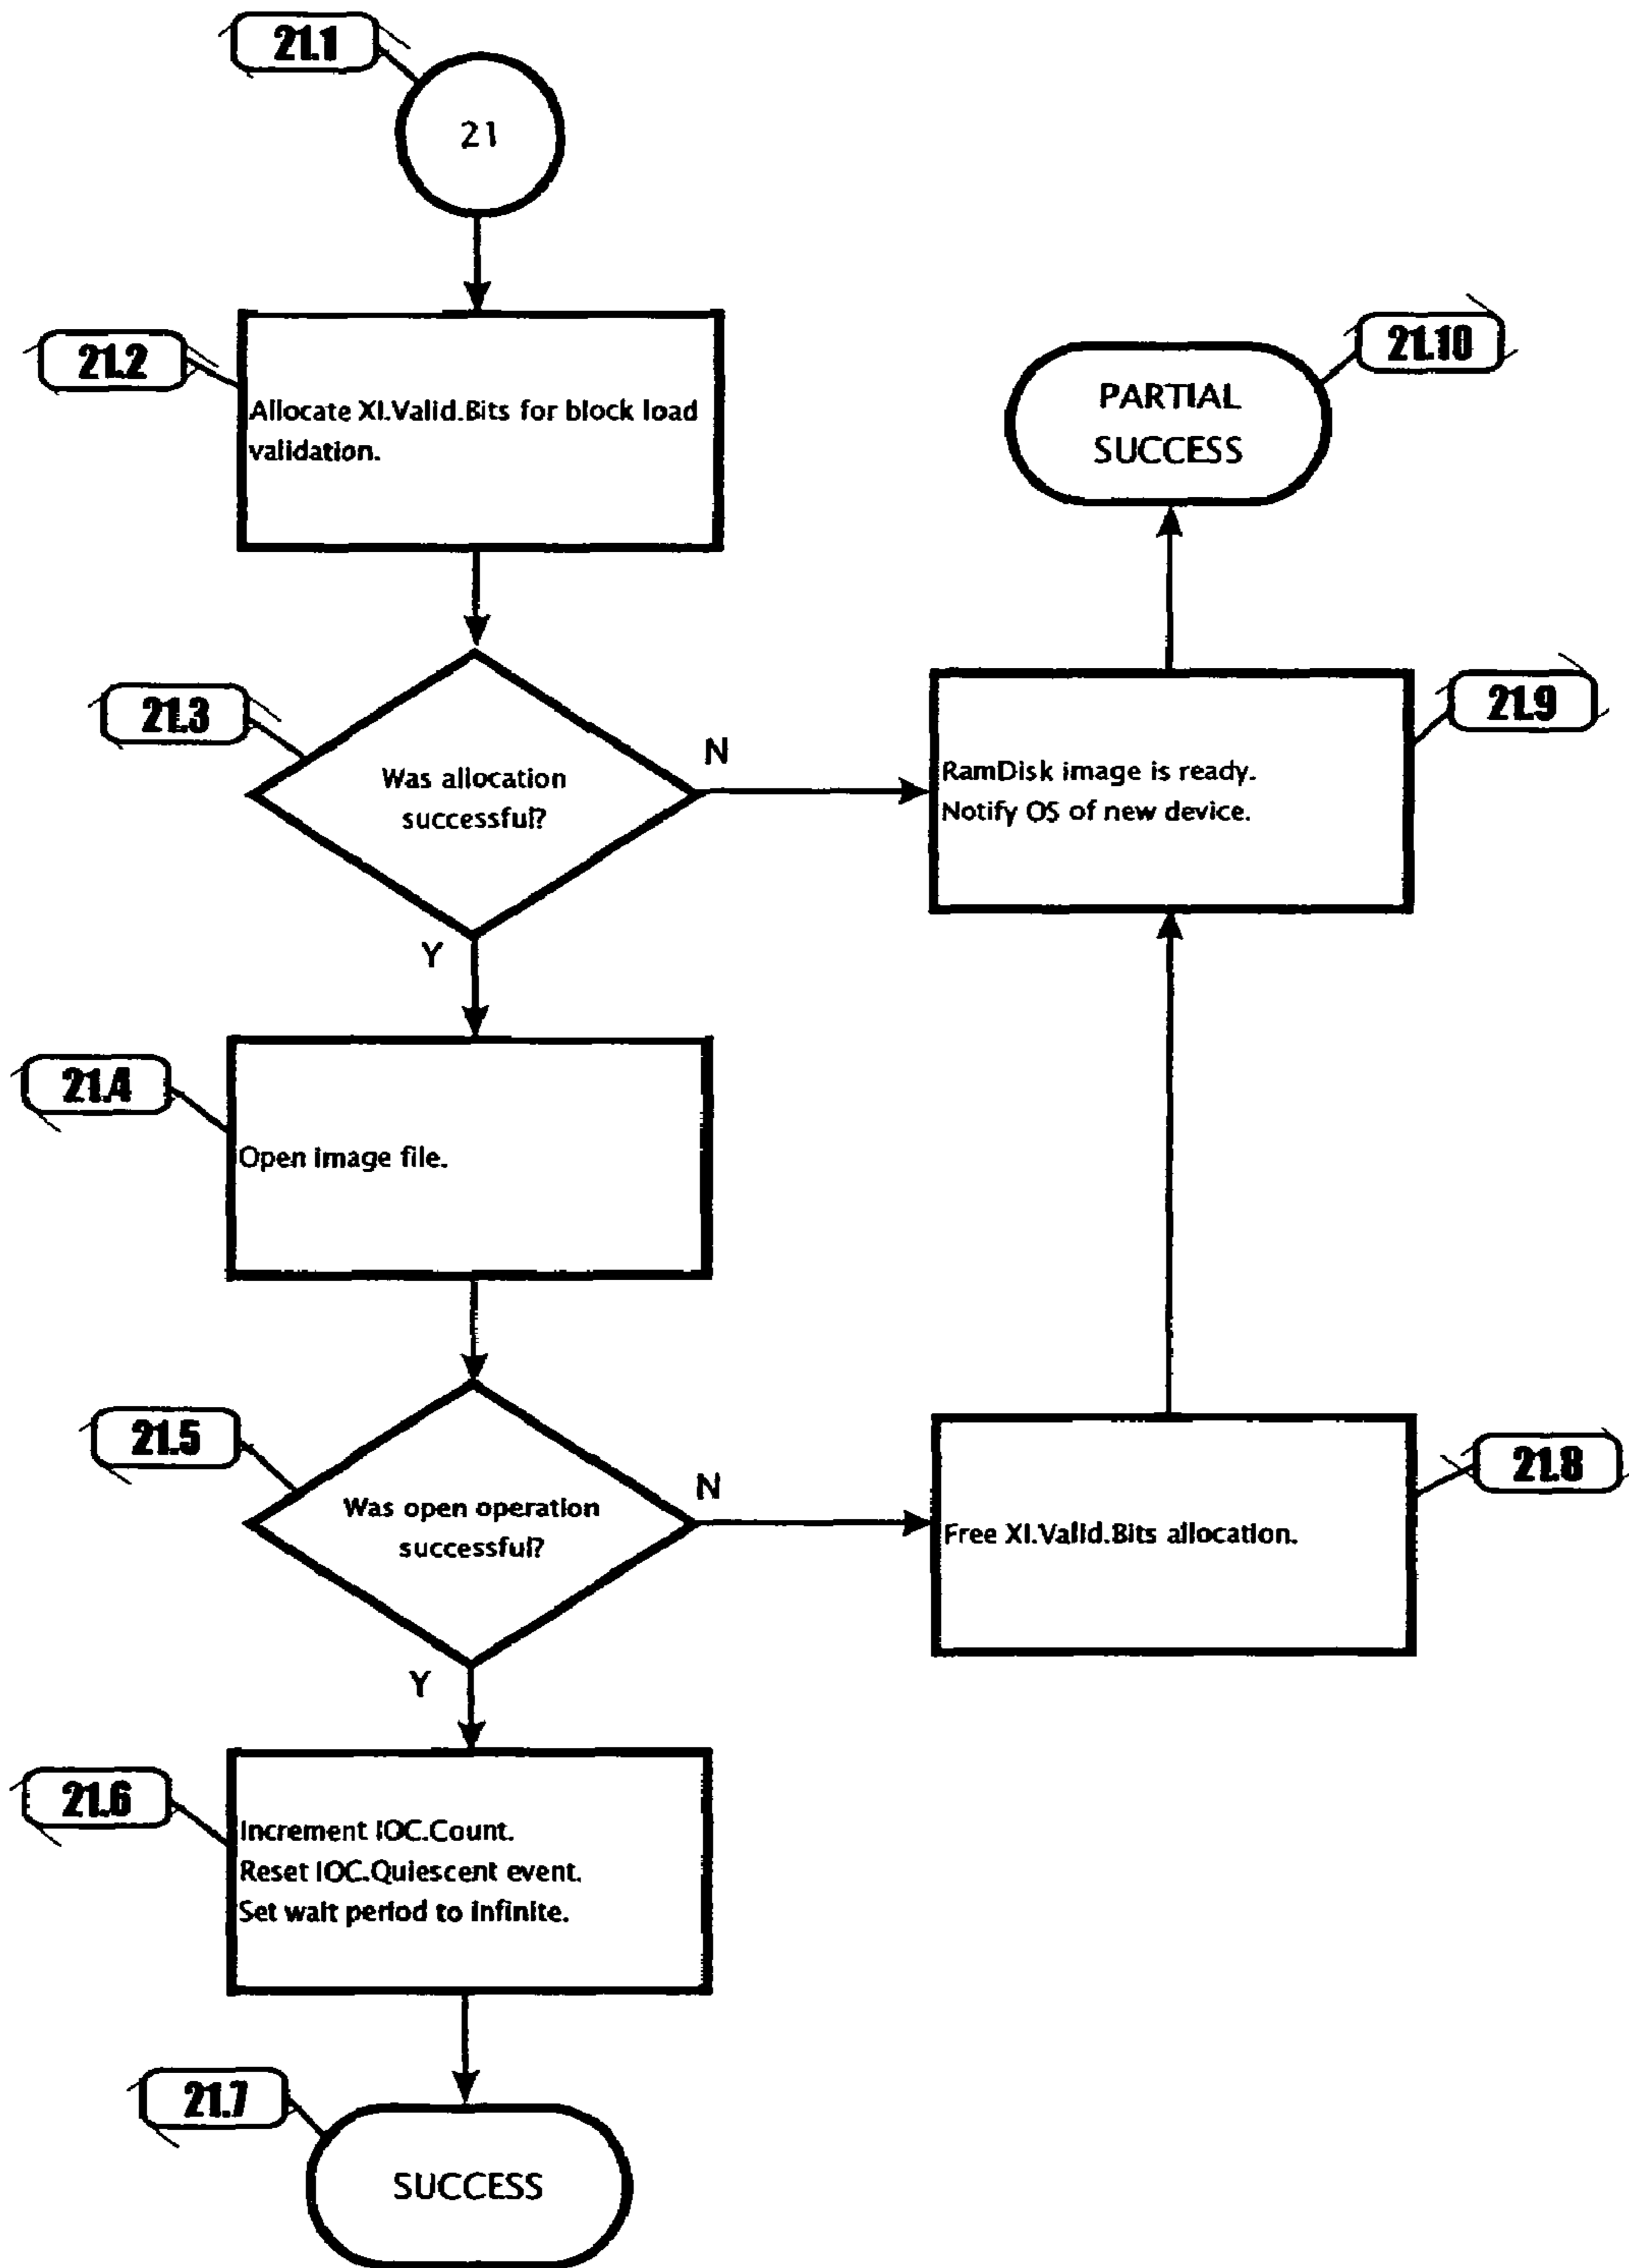 21.1
21
21.2
Allocate XI.Valid.Bits for block load
validation.
21.10
PARTIAL
SUCCESS
21.3
Was allocation
successful?
N
Y
21.9
RamDisk image is ready.
Notify OS of new device.
21.4
Open image file.
21.5
Was open operation
successful?
N
Y
21.8
Free XI.Valid.Bits allocation.
21.6
Increment IOC.Count.
Reset IOC.Quiescent event.
Set wait period to infinite.
21.7
SUCCESS